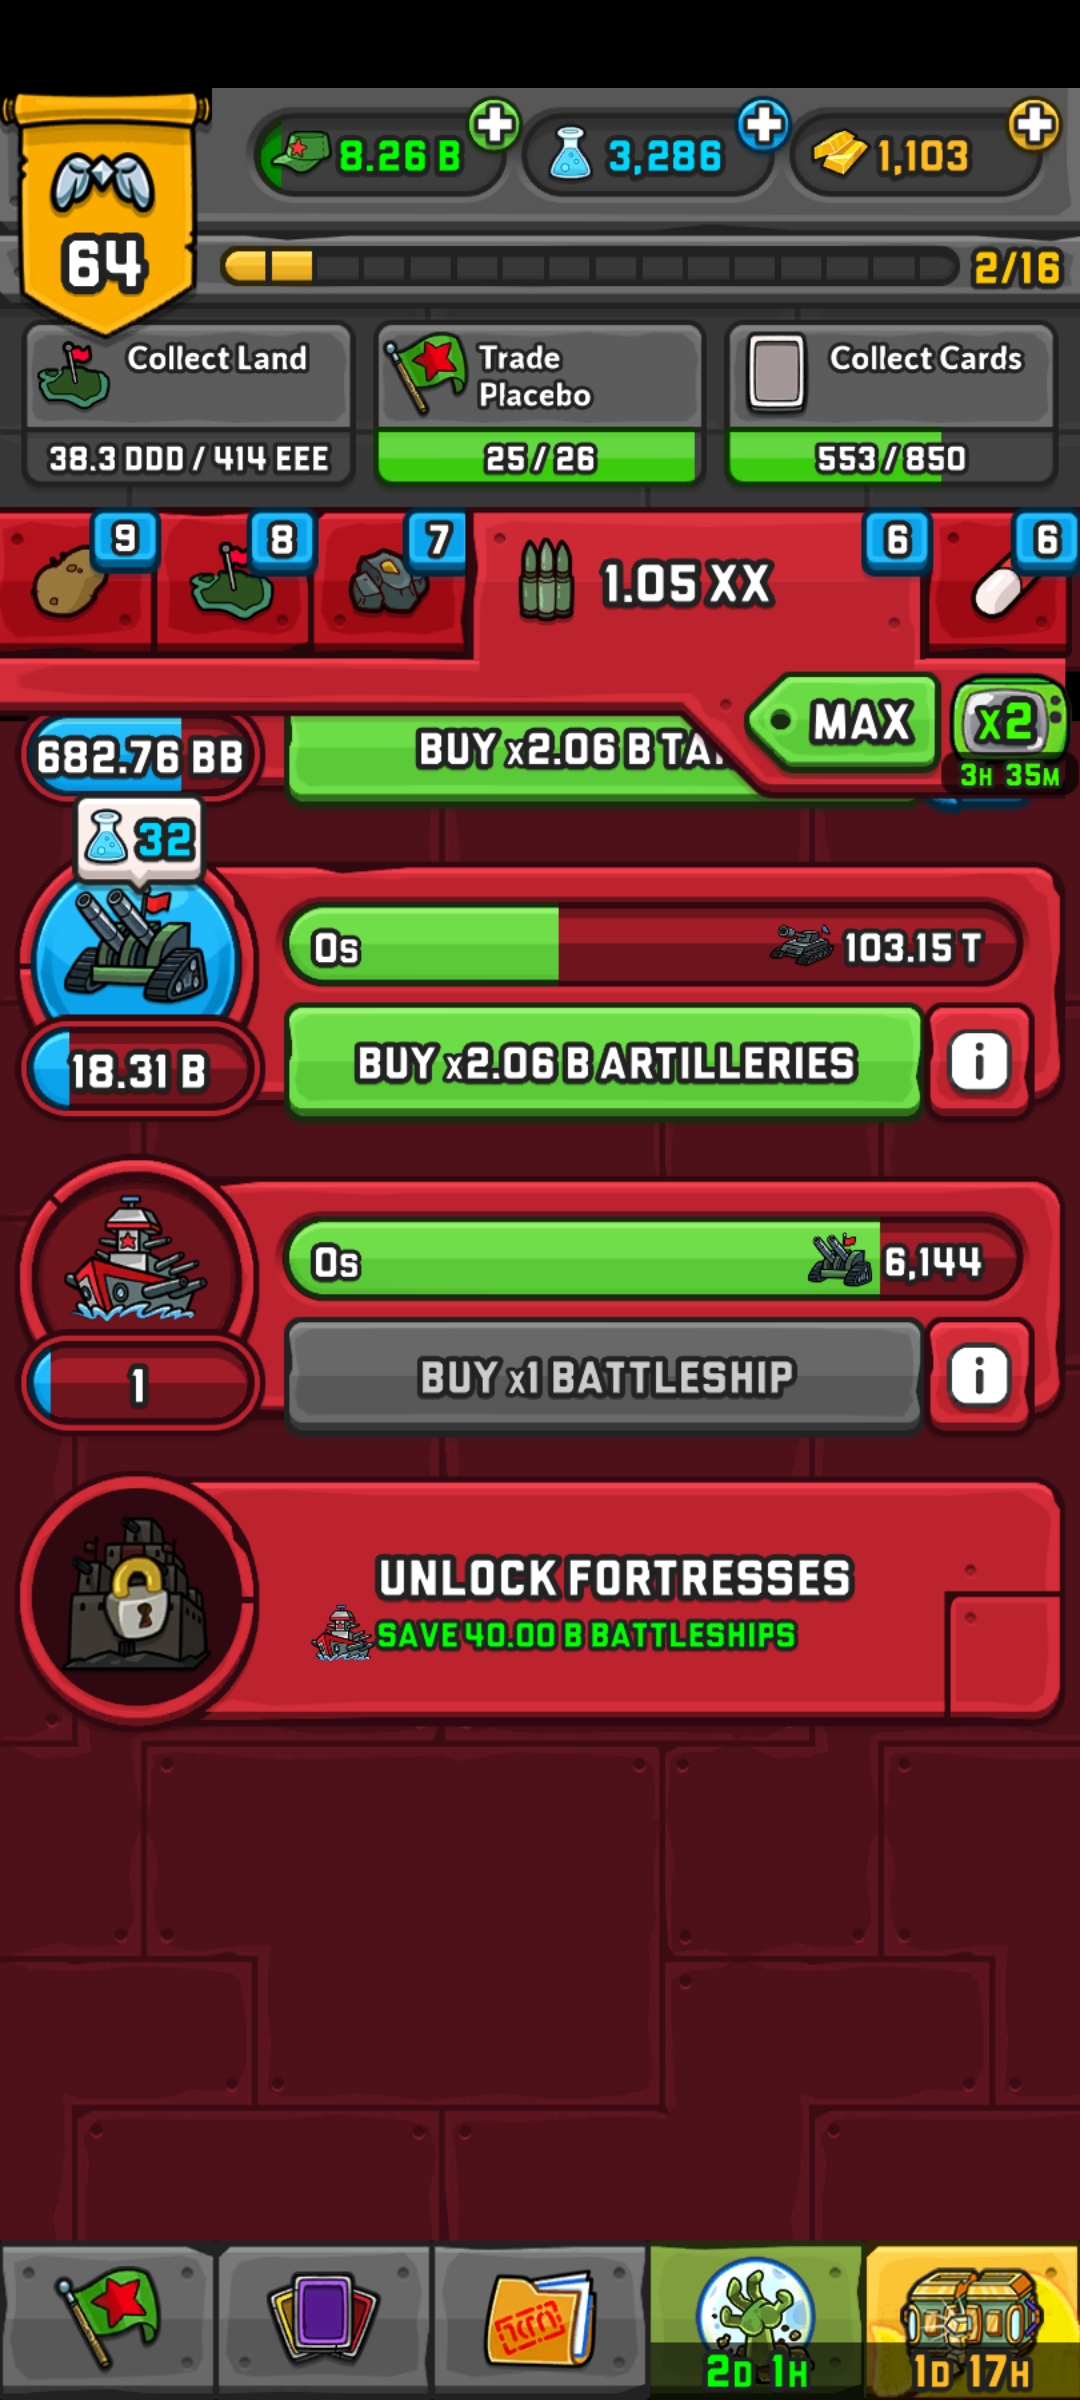 64
8.26 B
3,286
1,103
2/16
Collect Land
38.3 DDD / 414 EEE
Trade
Placebo
25 / 26
Collect Cards
553 / 850
9
8
7
1.05 XX
6
6
MAX
x2
3H 35M
682.76 BB
BUY x2.06 B
32
0s
103.15 T
18.31 B
BUY x2.06 B ARTILLERIES
i
0s
6,144
1
BUY x1 BATTLESHIP
i
UNLOCK FORTRESSES
SAVE 40.00 B BATTLESHIPS
2D 1H
1D 17H